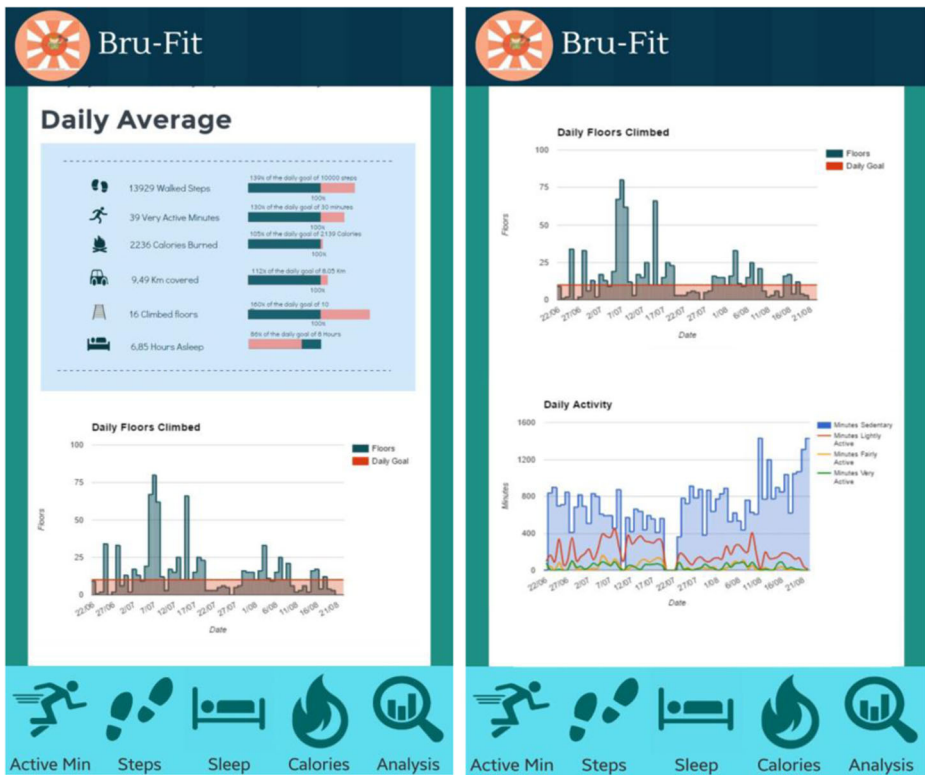 Bru-Fit
Daily Average
139% of the daily goal of 10000 steps
13929 Walked Steps
100%
130% of the daily goal of 30 minutes
39 Very Active Minutes
100%
105% of the daily goal of 2139 Calories
2236 Calories Burned
100%
112% of the daily goal of 8,05 Km
9,49 Km covered
100%
160% of the daily goal of 10
16 Climbed floors
100%
86% of the daily goal of 8 Hours
6,85 Hours Asleep
Daily Floors Climbed
100
75
50
25
0
Floors
Floors
Daily Goal
22/06 27/06 2/07 7/07 12/07 17/07 22/07 27/07 1/08 6/08 11/08 16/08 21/08
Date
Active Min Steps Sleep Calories Analysis
Bru-Fit
Daily Floors Climbed
100
75
50
25
0
Floors
Floors
Daily Goal
22/06 27/06 2/07 7/07 12/07 17/07 22/07 27/07 1/08 6/08 11/08 16/08 21/08
Date
Daily Activity
1600
1200
800
400
0
Minutes
Minutes Sedentary
Minutes Lightly
Active
Minutes Fairly
Active
Minutes Very
Active
22/06 27/06 2/07 7/07 12/07 17/07 22/07 27/07 1/08 6/08 11/08 16/08 21/08
Date
Active Min Steps Sleep Calories Analysis